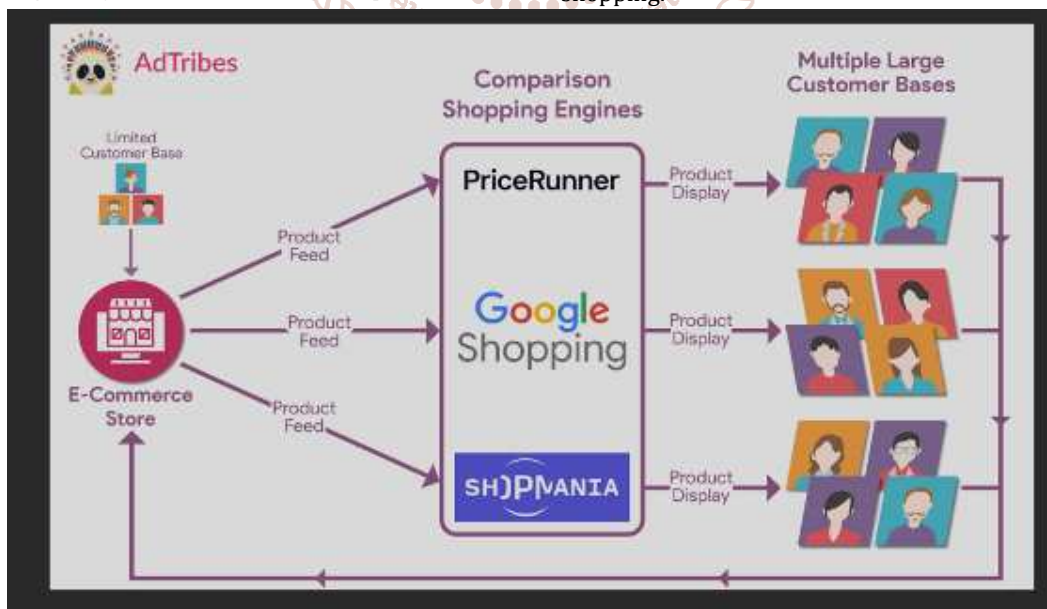 shopping.
AdTribes
Limited
Customer Base
E-Commerce
Store
Product
Feed
Product
Feed
Product
Feed
Comparison
Shopping Engines
PriceRunner
Google
Shopping
SHOPMANIA
Product
Display
Product
Display
Product
Display
Multiple Large
Customer Bases